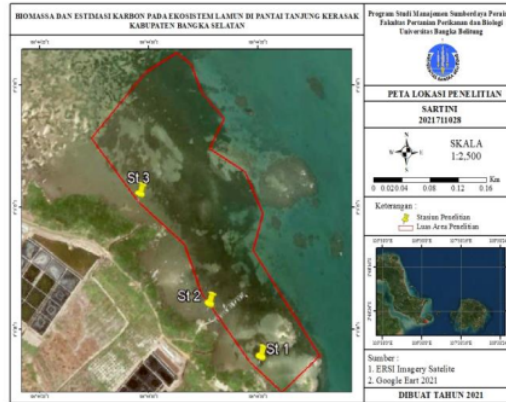 BIOMASSA DAN ESTIMASI KARBON PADA EKOSISTEM LAMUN DI PANTAI TANJUNG KERASAK
KABUPATEN BANGKA SELATAN
St 3
St 2
St 1
Program Studi Manajemen Sumberdaya Perairan
Fakultas Pertanian Perikanan dan Biologi
Universitas Bangka Belitung
PETA LOKASI PENELITIAN
SARTINI
2021711028
N
W E
S
SKALA
1:2,500
0 0.02 0.04 0.08 0.12 0.16
Km
Keterangan :
Stasiun Penelitian
Luas Area Penelitian
Sumber :
1. ERSI Imagery Satelite
2. Google Eart 2021
DIBUAT TAHUN 2021